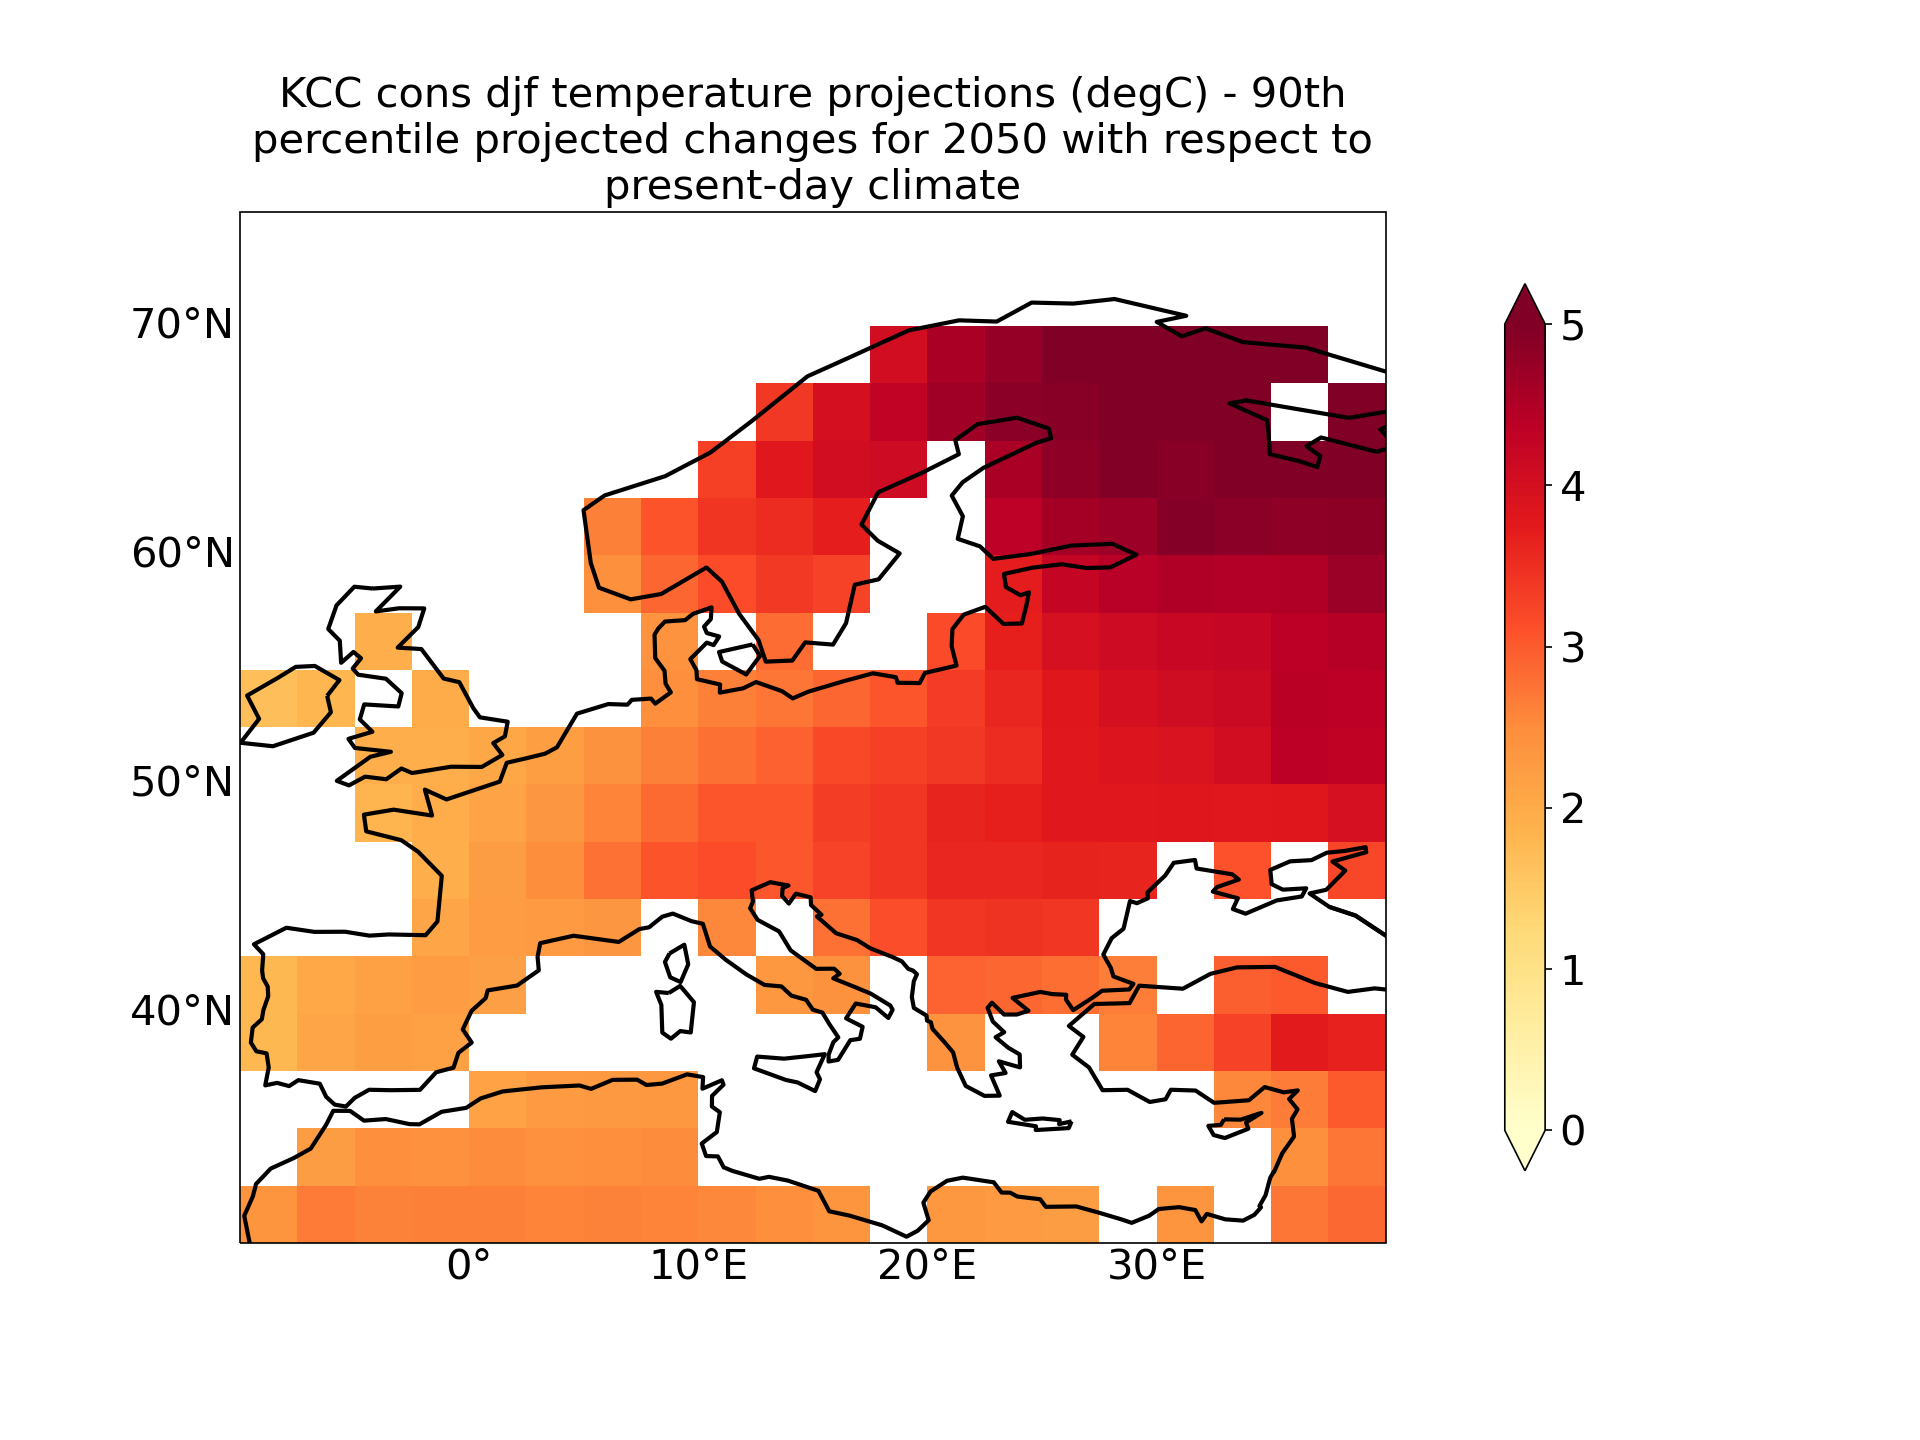 KCC cons djf temperature projections (degC) - 90th
percentile projected changes for 2050 with respect to
present-day climate
70°N
60°N
50°N
40°N
0°
10°E
20°E
30°E
5
4
3
2
1
0